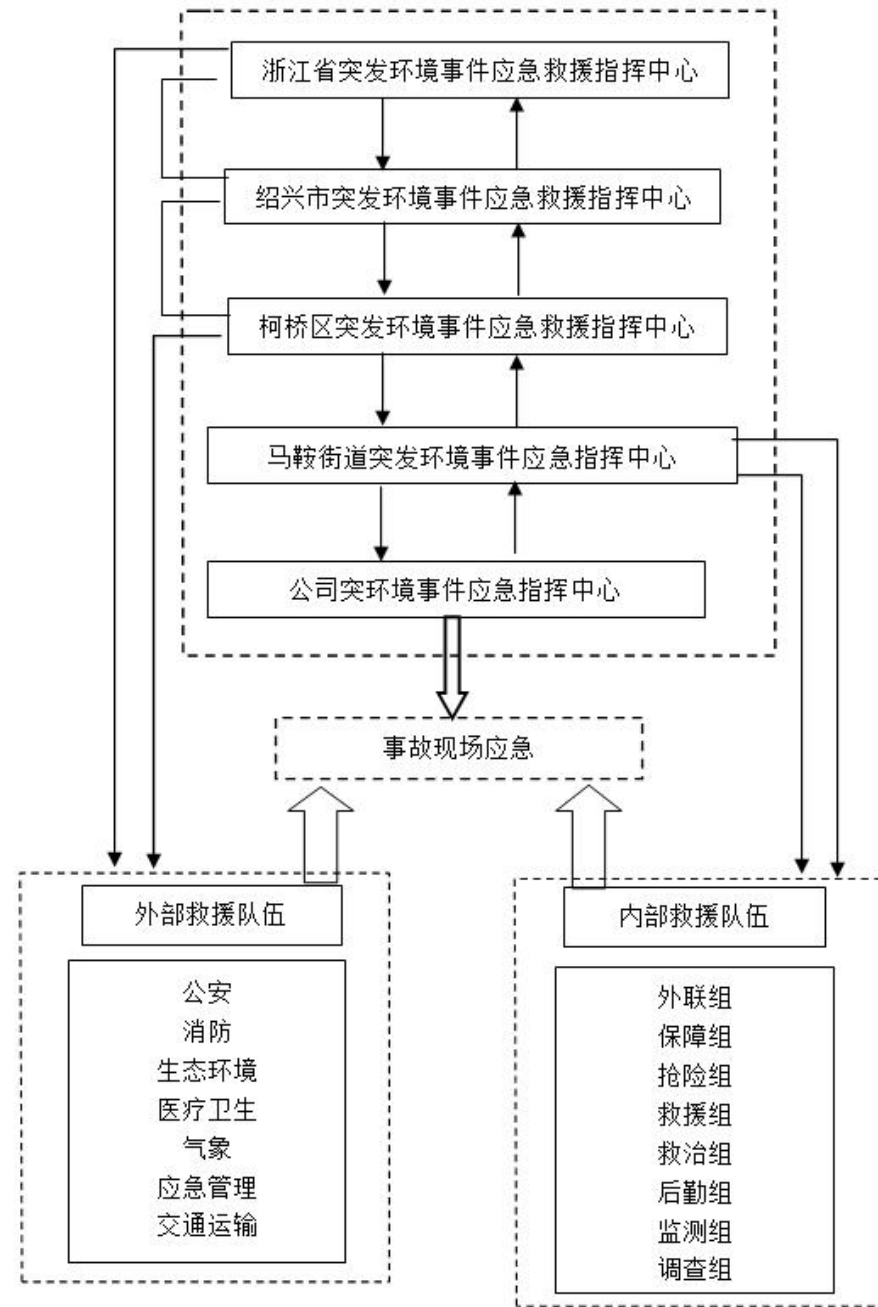 浙江省突发环境事件应急救援指挥中心
绍兴市突发环境事件应急救援指挥中心
柯桥区突发环境事件应急救援指挥中心
马鞍街道突发环境事件应急指挥中心
公司突环境事件应急指挥中心
事故现场应急
外部救援队伍
公安
消防
生态环境
医疗卫生
气象
应急管理
交通运输
内部救援队伍
外联组
保障组
抢险组
救援组
救治组
后勤组
监测组
调查组